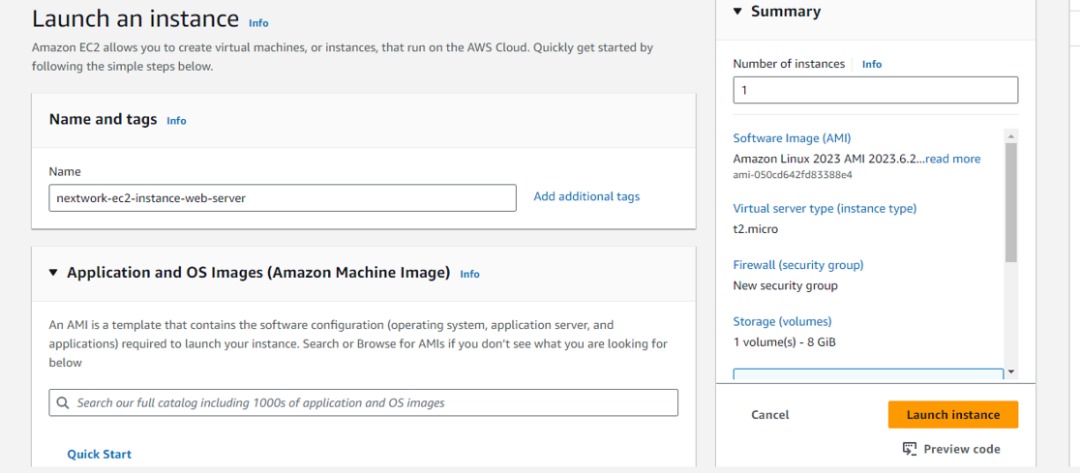 Launch an instance Info
Amazon EC2 allows you to create virtual machines, or instances, that run on the AWS Cloud. Quickly get started by
following the simple steps below.
Name and tags Info
Name
nextwork-ec2-instance-web-server
Add additional tags
Application and OS Images (Amazon Machine Image) Info
An AMI is a template that contains the software configuration (operating system, application server, and
applications) required to launch your instance. Search or Browse for AMIs if you don't see what you are looking for
below
Search our full catalog including 1000s of application and OS images
Quick Start
Summary
Number of instances Info
1
Software Image (AMI)
Amazon Linux 2023 AMI 2023.6.2...read more
ami-050cd642fd83388e4
Virtual server type (instance type)
t2.micro
Firewall (security group)
New security group
Storage (volumes)
1 volume(s) - 8 GiB
Cancel
Launch instance
Preview code